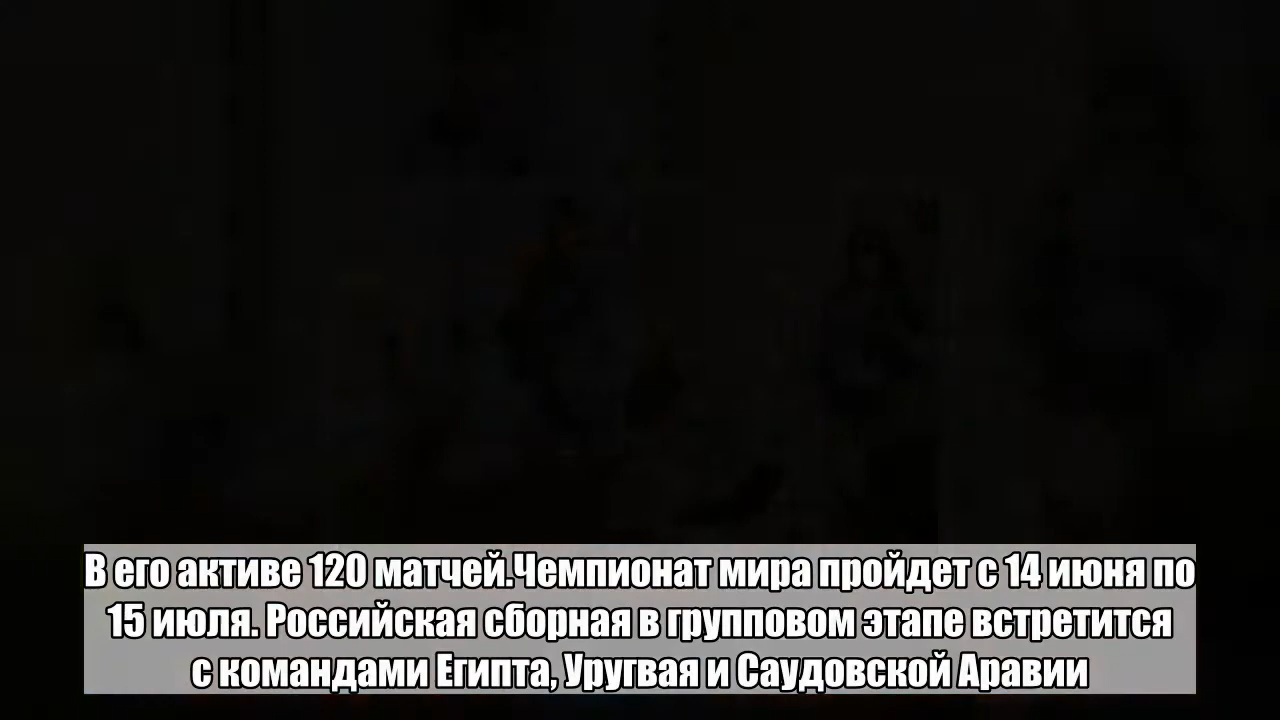 В его активе 120 матчей.Чемпионат мира пройдет с 14 июня по
15 июля. Российская сборная в групповом этапе встретится
с командами Египта, Уругвая и Саудовской Аравии